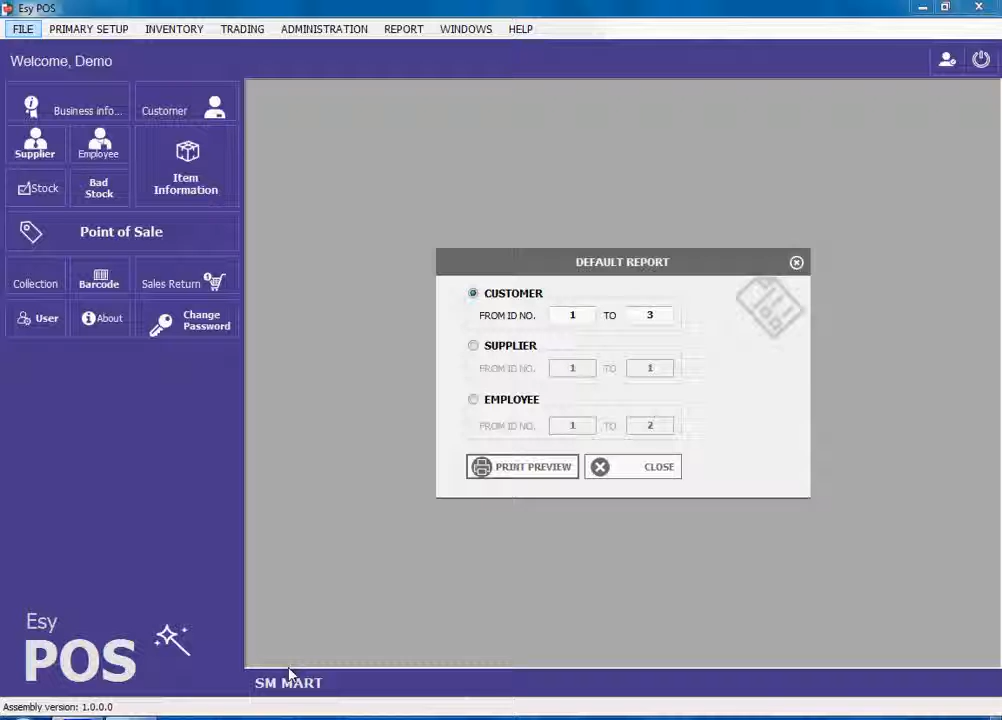 Esy POS
FILE PRIMARY SETUP INVENTORY TRADING ADMINISTRATION REPORT WINDOWS HELP
Welcome, Demo
Business info...
Customer
Supplier
Employee
Item
Information
Stock
Bad
Stock
Point of Sale
Collection
Barcode
Sales Return
User
About
Change
Password
DEFAULT REPORT
CUSTOMER
FROM ID NO. 1 TO 3
SUPPLIER
FROM ID NO. 1 TO 1
EMPLOYEE
FROM ID NO. 1 TO 2
PRINT PREVIEW
CLOSE
Esy
POS
SM MART
Assembly version: 1.0.0.0